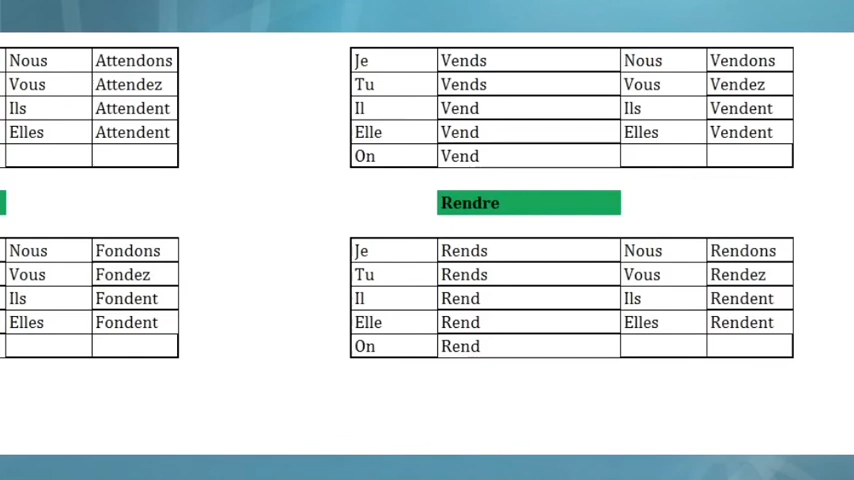 Nous Attendons
Vous Attendez
Ils Attendent
Elles Attendent
Je Vends Nous Vendons
Tu Vends Vous Vendez
Il Vend Ils Vendent
Elle Vend Elles Vendent
On Vend
Rendre
Nous Fondons
Vous Fondez
Ils Fondent
Elles Fondent
Je Rends Nous Rendons
Tu Rends Vous Rendez
Il Rend Ils Rendent
Elle Rend Elles Rendent
On Rend